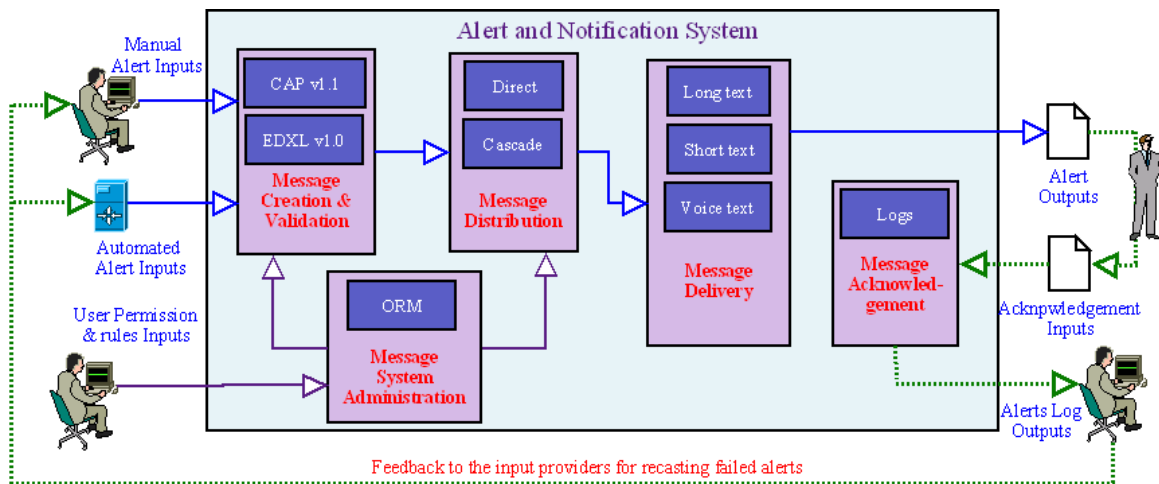 Alert and Notification System
Manual
Alert Inputs
CAP v1.1
EDXL v1.0
Message
Creation &
Validation
Direct
Cascade
Message
Distribution
Long text
Short text
Voice text
Message
Delivery
Alert
Outputs
Automated
Alert Inputs
Logs
Message
Acknowled-
gement
Acknpwledgement
Inputs
User Permission
& rules Inputs
ORM
Message
System
Administration
Alerts Log
Outputs
Feedback to the input providers for recasting failed alerts